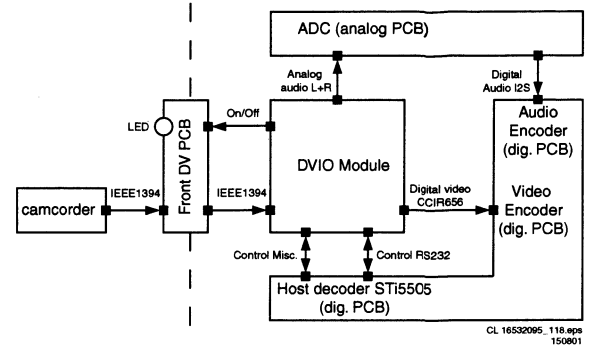 ADC (analog PCB)
Analog
audio L+R
Digital
Audio I2S
LED
On/Off
Front DV PCB
DVIO Module
Audio
Encoder
(dig. PCB)
Video
Encoder
(dig. PCB)
camcorder
IEEE1394
IEEE1394
Digital video
CCIR656
Control Misc.
Control RS232
Host decoder STi5505
(dig. PCB)
CL 16532095_118.eps
150801